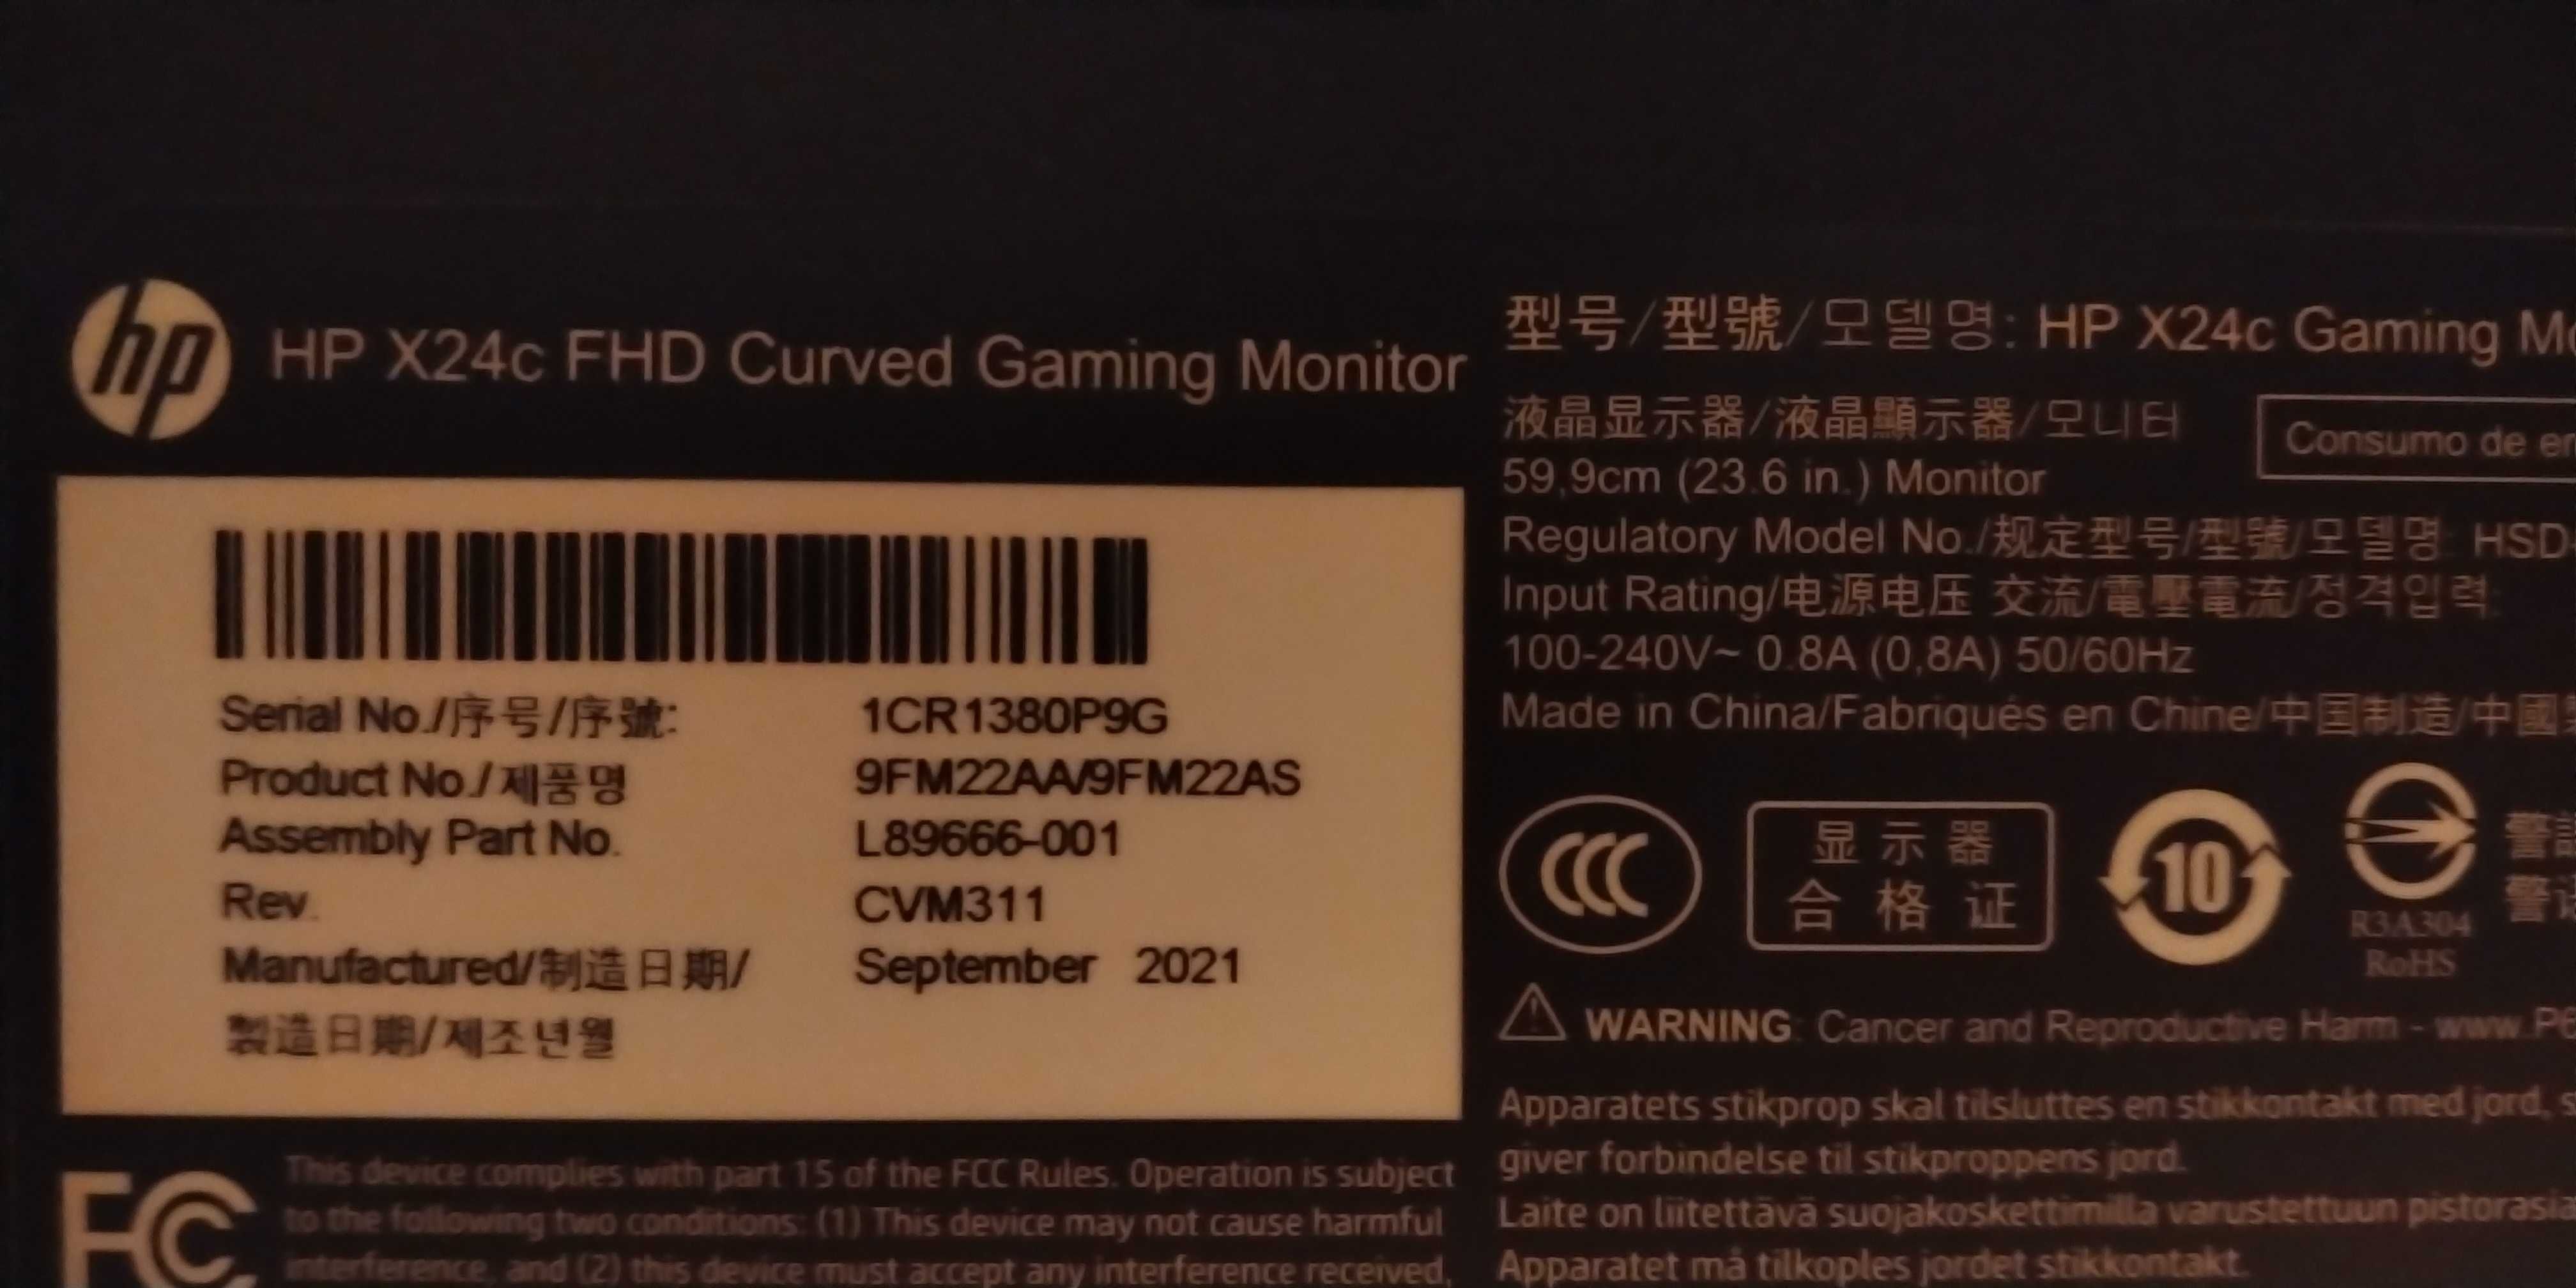 hp
HP X24c FHD Curved Gaming Monitor
Serial No./序号/序號: 1CR1380P9G
Product No./제품명 9FM22AA/9FM22AS
Assembly Part No. L89666-001
Rev. CVM311
Manufactured/制造日期/ September 2021
製造日期/제조년월
FC
This device complies with part 15 of the FCC Rules. Operation is subject
to the following two conditions: (1) This device may not cause harmful
interference, and (2) this device must accept any interference received,
型号/型號/모델명: HP X24c Gaming
液晶显示器/液晶顯示器/모니터
Consumo de
59,9cm (23.6 in.) Monitor
Regulatory Model No./规定型号/型號/모델명: HSD
Input Rating/电源电压 交流/電壓電流/정격입력:
100-240V~ 0.8A (0,8A) 50/60Hz
Made in China/Fabriqués en Chine/中国制造/中國
CCC
显示器
合格证
10
R3A304
RoHS
WARNING: Cancer and Reproductive Harm -
Apparatets stikprop skal tilsluttes en stikkontakt med jord,
giver forbindelse til stikproppens jord.
Laite on liitettävä suojakoskettimilla varustettuun
Apparatet må tilkoples jordet stikkontakt.